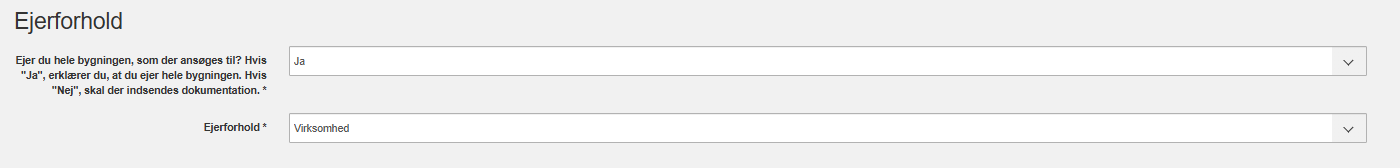 Ejerforhold
Ejer du hele bygningen, som der ansøges til? Hvis
"Ja", erklærer du, at du ejer hele bygningen. Hvis
"Nej", skal der indsendes dokumentation. *
Ja
Ejerforhold *
Virksomhed